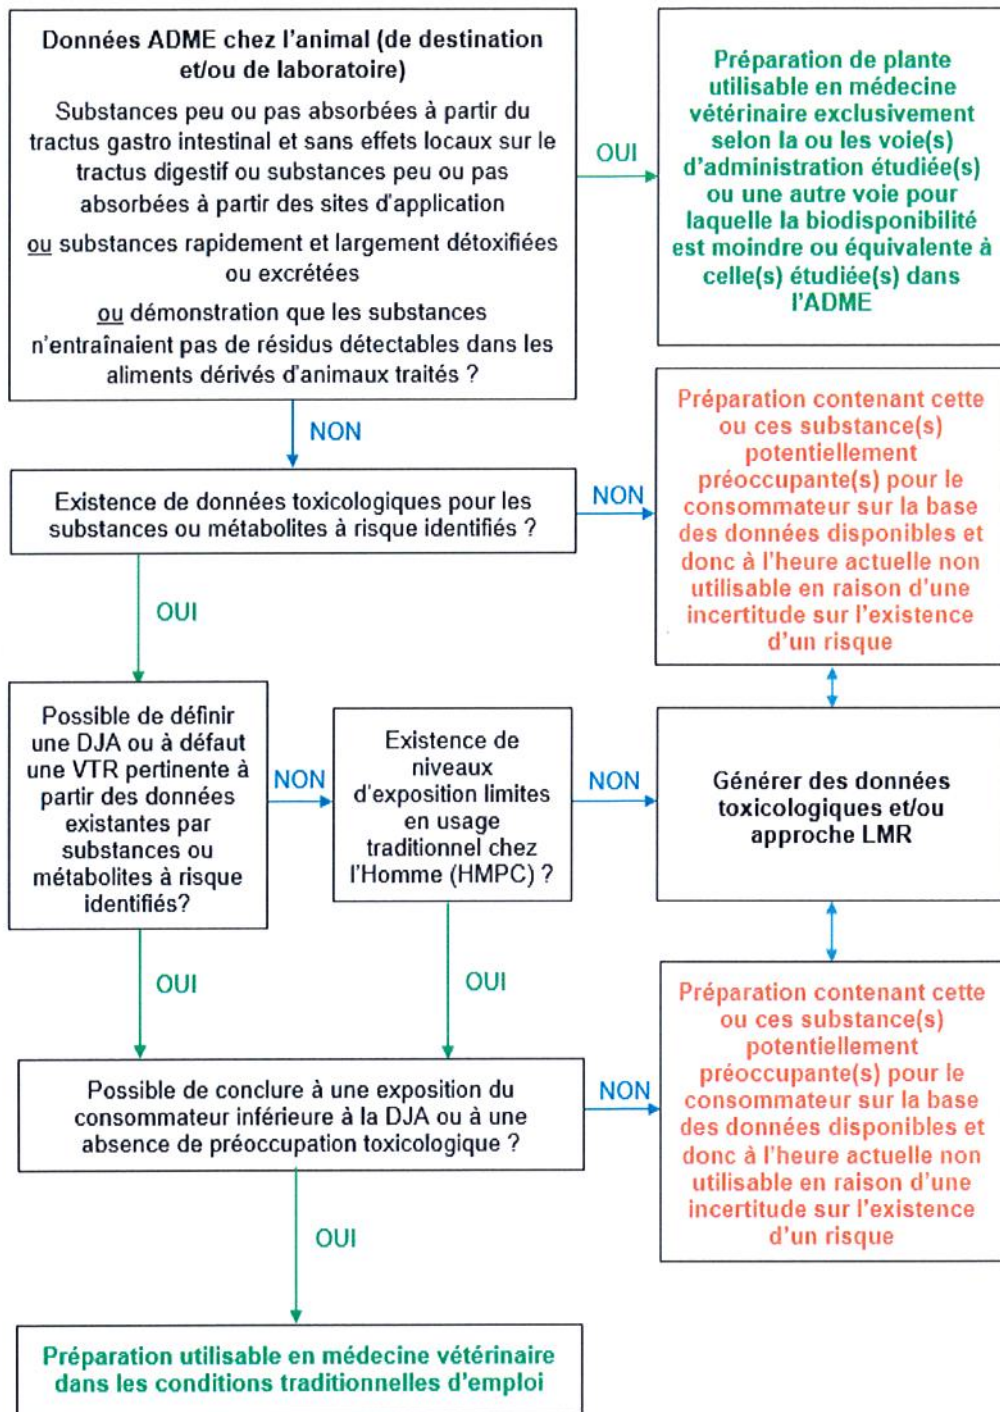 Données ADME chez l'animal (de destination
et/ou de laboratoire)
Substances peu ou pas absorbées à partir du
tractus gastro intestinal et sans effets locaux sur le
tractus digestif ou substances peu ou pas
absorbées à partir des sites d'application
ou substances rapidement et largement détoxifiées
ou excrétées
ou démonstration que les substances
n'entraînaient pas de résidus détectables dans les
aliments dérivés d'animaux traités ?
OUI
Préparation de plante
utilisable en médecine
vétérinaire exclusivement
selon la ou les voie(s)
d'administration étudiée(s)
ou une autre voie pour
laquelle la biodisponibilité
est moindre ou équivalente à
celle(s) étudiée(s) dans
l'ADME
NON
Existence de données toxicologiques pour les
substances ou métabolites à risque identifiés ?
NON
Préparation contenant cette
ou ces substance(s)
potentiellement
préoccupante(s) pour le
consommateur sur la base
des données disponibles et
donc à l'heure actuelle non
utilisable en raison d'une
incertitude sur l'existence
d'un risque
OUI
Possible de définir
une DJA ou à défaut
une VTR pertinente à
partir des données
existantes par
substances ou
métabolites à risque
identifiés?
NON
Existence de
niveaux
d'exposition limites
en usage
traditionnel chez
l'Homme (HMPC) ?
NON
Générer des données
toxicologiques et/ou
approche LMR
OUI
OUI
Possible de conclure à une exposition du
consommateur inférieure à la DJA ou à une
absence de préoccupation toxicologique ?
NON
Préparation contenant cette
ou ces substance(s)
potentiellement
préoccupante(s) pour le
consommateur sur la base
des données disponibles et
donc à l'heure actuelle non
utilisable en raison d'une
incertitude sur l'existence
d'un risque
OUI
Préparation utilisable en médecine vétérinaire
dans les conditions traditionnelles d'emploi